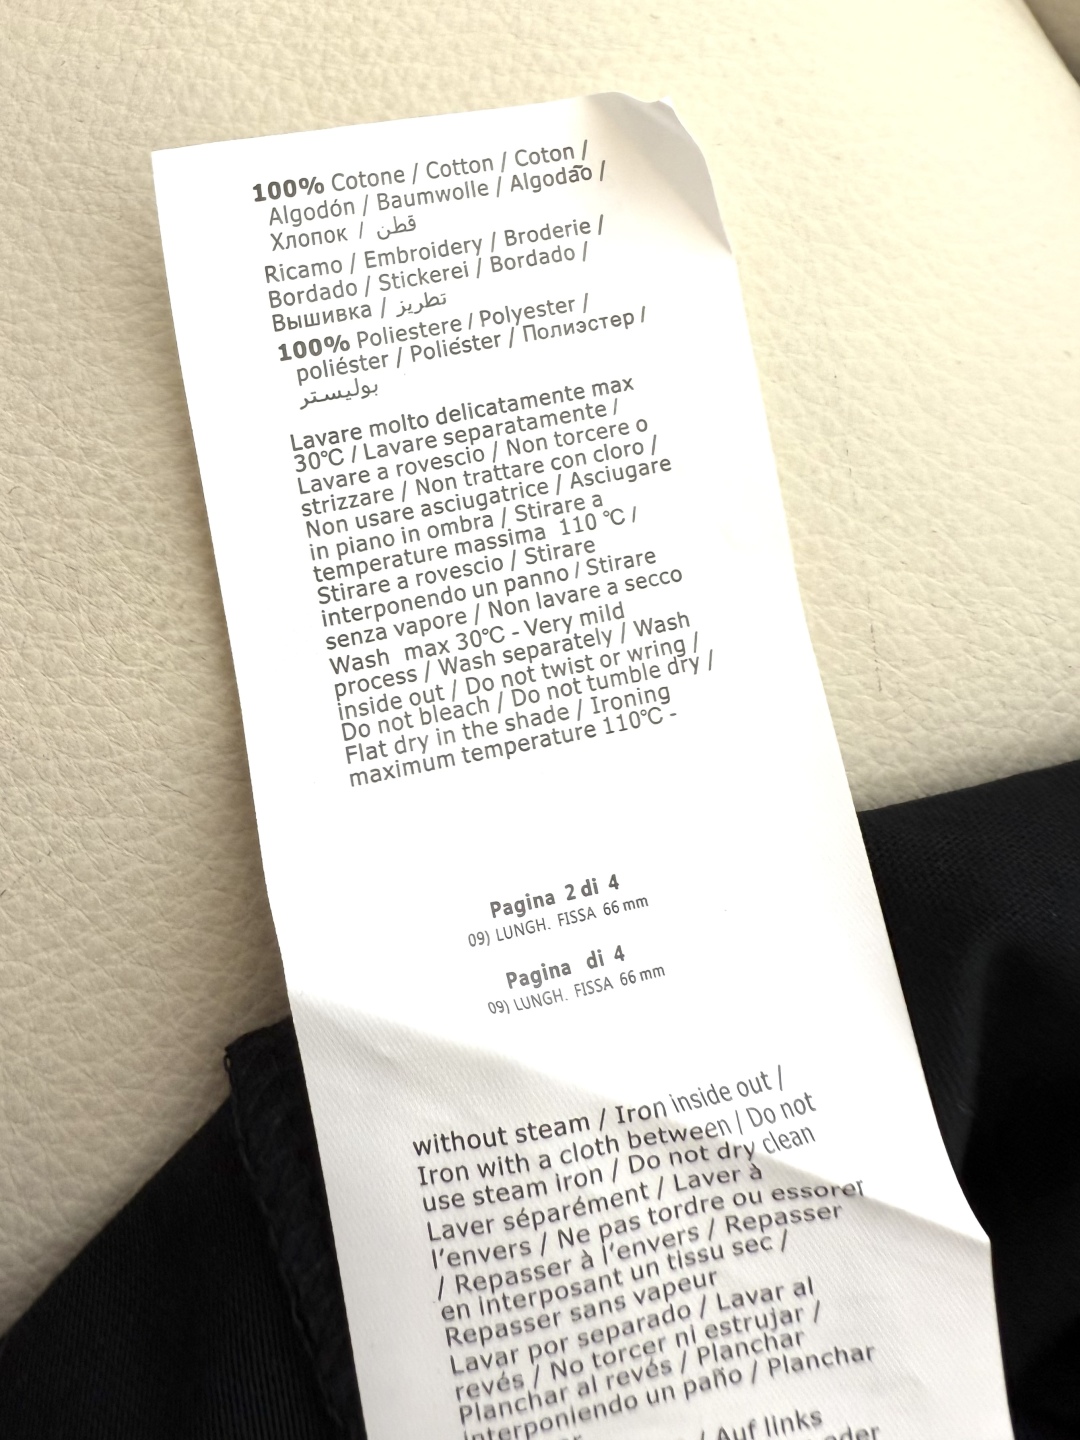 100% Cotone / Cotton / Coton /
Algodón / Baumwolle / Algodão /
Хлопок / قطن
Ricamo / Embroidery / Broderie /
Bordado / Stickerei / Bordado /
Вышивка / تطريز
100% Poliestere / Polyester /
poliéster / Poliéster / Полиэстер /
بوليستر
Lavare molto delicatamente max
30°C / Lavare separatamente /
Lavare a rovescio / Non torcere o
strizzare / Non trattare con cloro /
Non usare asciugatrice / Asciugare
in piano in ombra / Stirare a
temperature massima 110 °C /
Stirare a rovescio / Stirare
interponendo un panno / Stirare
senza vapore / Non lavare a secco
Wash max 30°C - Very mild
process / Wash separately / Wash
inside out / Do not twist or wring /
Do not bleach / Do not tumble dry /
Flat dry in the shade / Ironing
maximum temperature 110°C -
Pagina 2 di 4
09) LUNGH. FISSA 66 mm
Pagina di 4
09) LUNGH. FISSA 66 mm
without steam / Iron inside out /
Iron with a cloth between / Do not
use steam iron / Do not dry clean
Laver séparément / Laver à
l'envers / Ne pas tordre ou essorer
/ Repasser à l'envers / Repasser
en interposant un tissu sec /
Repasser sans vapeur
Lavar por separado / Lavar al
revés / No torcer ni estrujar /
Planchar al revés / Planchar
interponiendo un paño / Planchar
/ Auf links